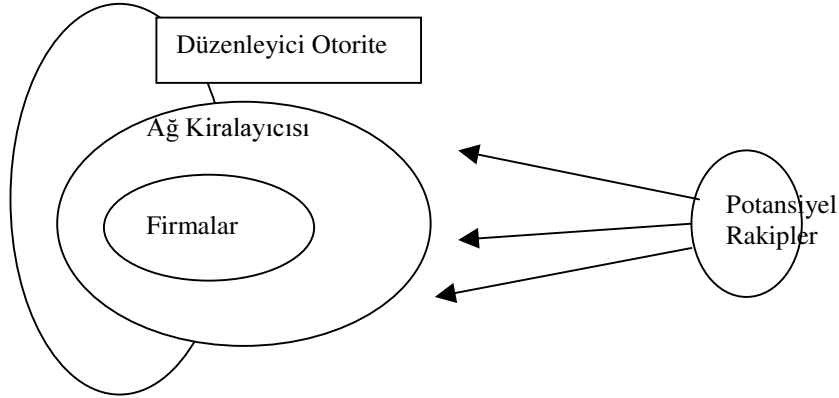 Düzenleyici Otorite
Ağ Kiralayıcısı
Firmalar
Potansiyel
Rakipler